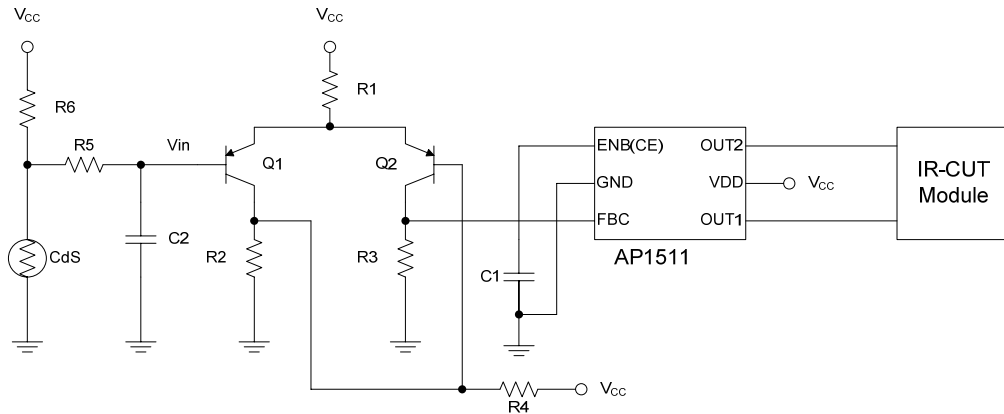 VCC
VCC
R6
R1
R5
Vin
Q1
Q2
CdS
C2
R2
R3
C1
ENB(CE)
OUT2
GND
VDD
VCC
FBC
OUT1
AP1511
IR-CUT
Module
R4
VCC